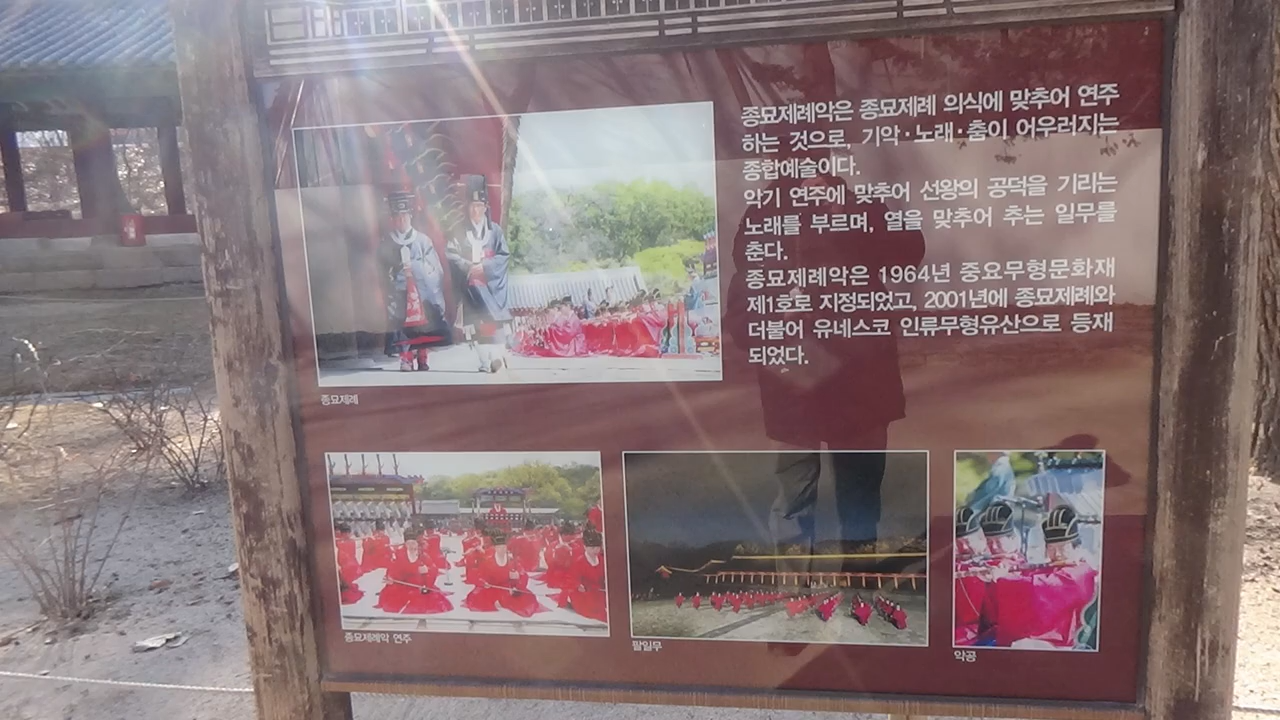 종묘제례악은 종묘제례 의식에 맞추어 연주
하는 것으로, 기악·노래·춤이 어우러지는
종합예술이다.
악기 연주에 맞추어 선왕의 공덕을 기리는
노래를 부르며, 열을 맞추어 추는 일무를
춘다.
종묘제례악은 1964년 중요무형문화재
제1호로 지정되었고, 2001년에 종묘제례와
더불어 유네스코 인류무형유산으로 등재
되었다.
종묘제례
종묘제례악 연주
팔일무
악공